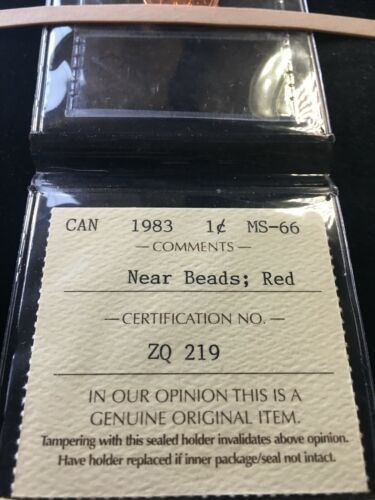 CAN 1983 1¢ MS-66
— COMMENTS —
Near Beads; Red
— CERTIFICATION NO. —
ZQ 219
IN OUR OPINION THIS IS A
GENUINE ORIGINAL ITEM.
Tampering with this sealed holder invalidates above opinion.
Have holder replaced if inner package/seal not intact.